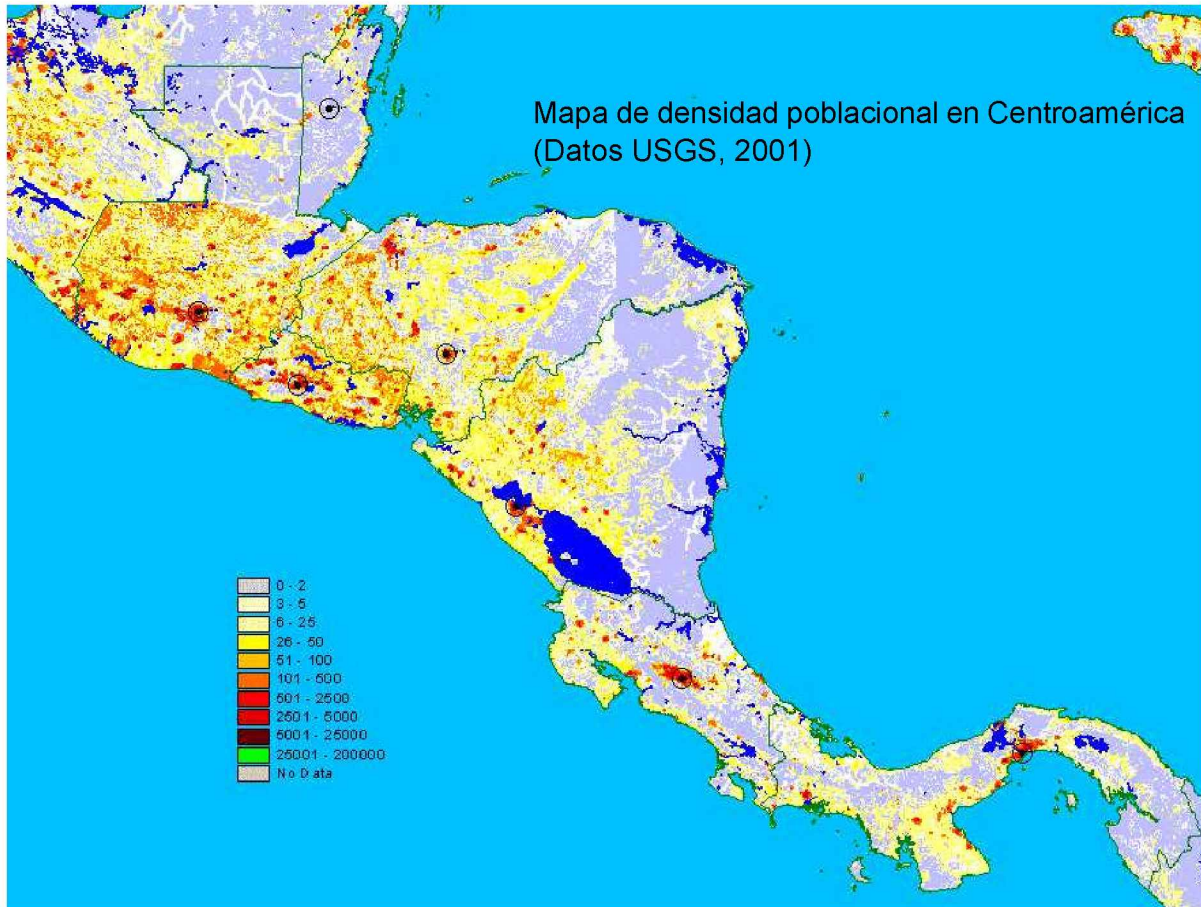 Mapa de densidad poblacional en Centroamérica
(Datos USGS, 2001)
0 - 2
3 - 5
6 - 25
26 - 50
51 - 100
101 - 500
501 - 2500
2501 - 5000
5001 - 25000
25001 - 200000
No Data